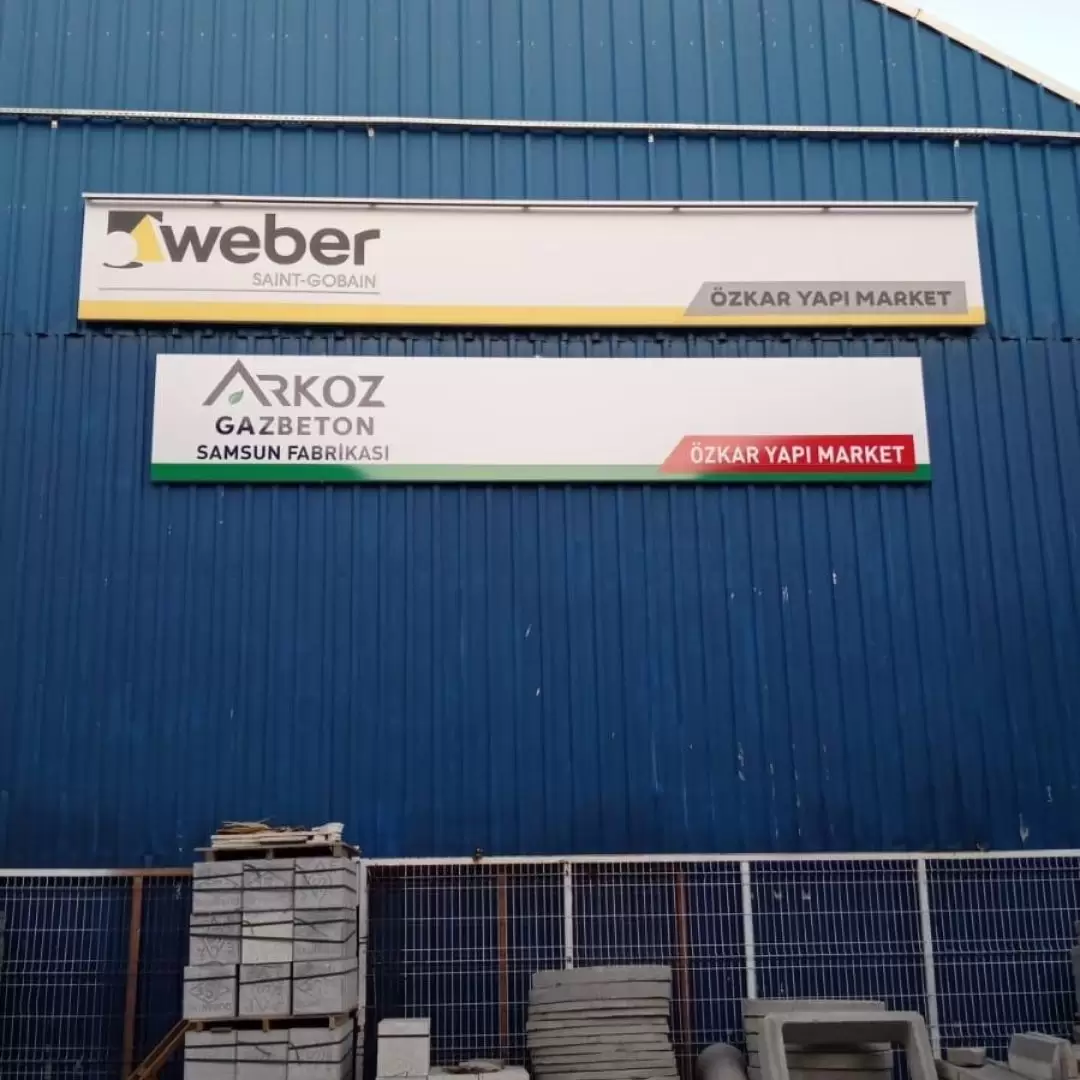 weber
SAINT-GOBAIN
ÖZKAR YAPI MARKET
ARKOZ
GAZBETON
SAMSUN FABRİKASI
ÖZKAR YAPI MARKET